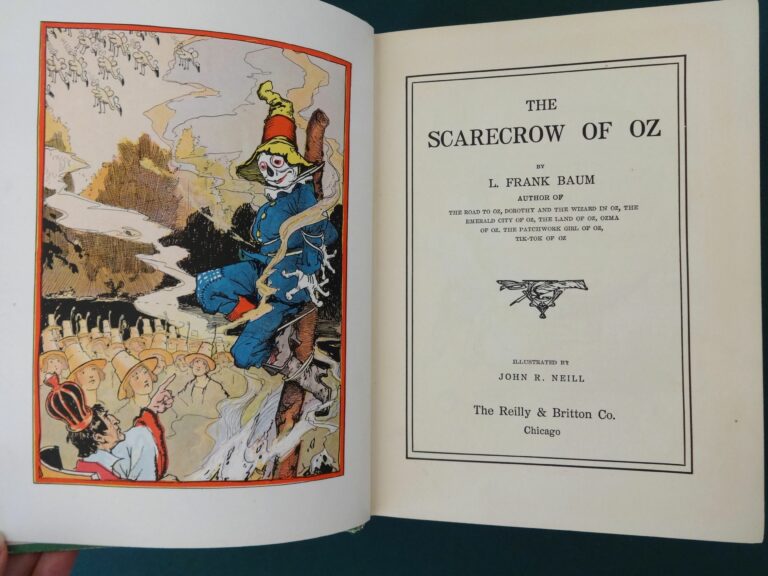 THE
SCARECROW OF OZ
BY
L. FRANK BAUM
AUTHOR OF
THE ROAD TO OZ, DOROTHY AND THE WIZARD IN OZ, THE
EMERALD CITY OF OZ, THE LAND OF OZ, OZMA
OF OZ. THE PATCHWORK GIRL OF OZ,
TIK-TOK OF OZ
ILLUSTRATED BY
JOHN R. NEILL
The Reilly & Britton Co.
Chicago